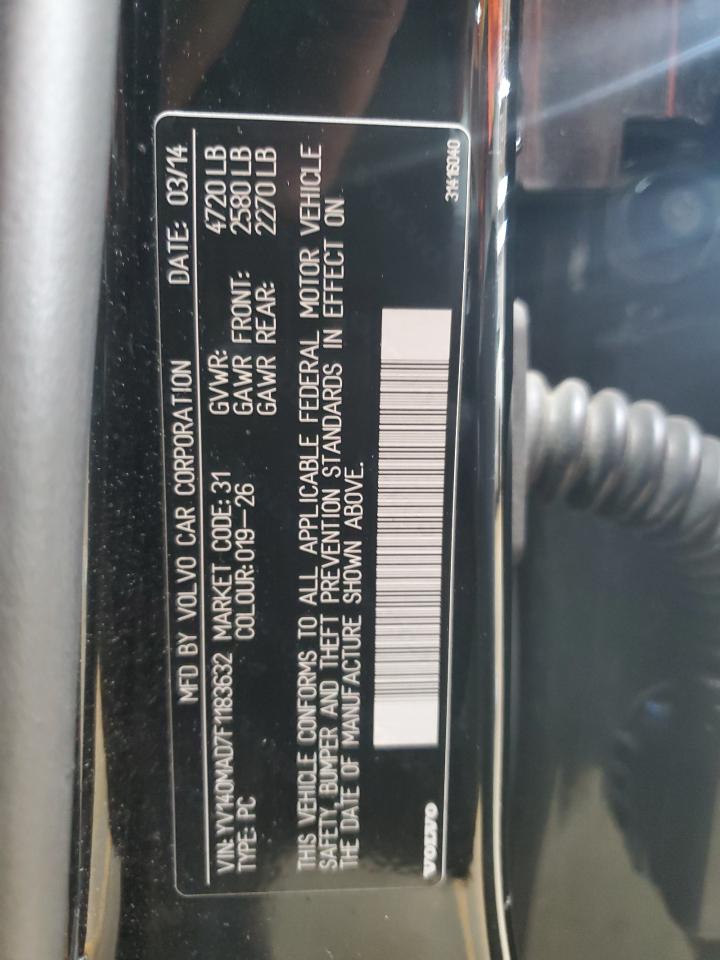 MFD BY VOLVO CAR CORPORATION DATE: 03/14
VIN: YV140MAD7F1183632 MARKET CODE: 31 GVWR: 4720 LB
TYPE: PC COLOUR: 019-26 GAWR FRONT: 2580 LB
GAWR REAR: 2270 LB
THIS VEHICLE CONFORMS TO ALL APPLICABLE FEDERAL MOTOR VEHICLE
SAFETY, BUMPER AND THEFT PREVENTION STANDARDS IN EFFECT ON
THE DATE OF MANUFACTURE SHOWN ABOVE.
VOLVO 31416040